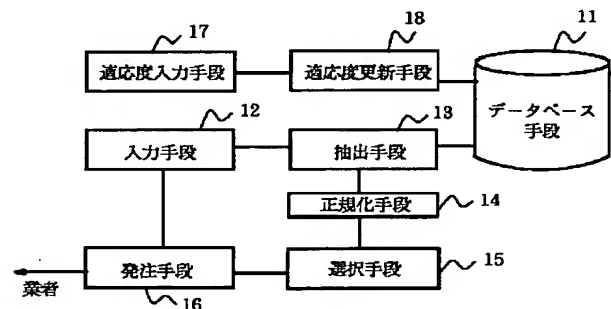 17
18
11
適応度入力手段
適応度更新手段
データベース
手段
12
13
入力手段
抽出手段
正規化手段
14
発注手段
選択手段
15
業者
16